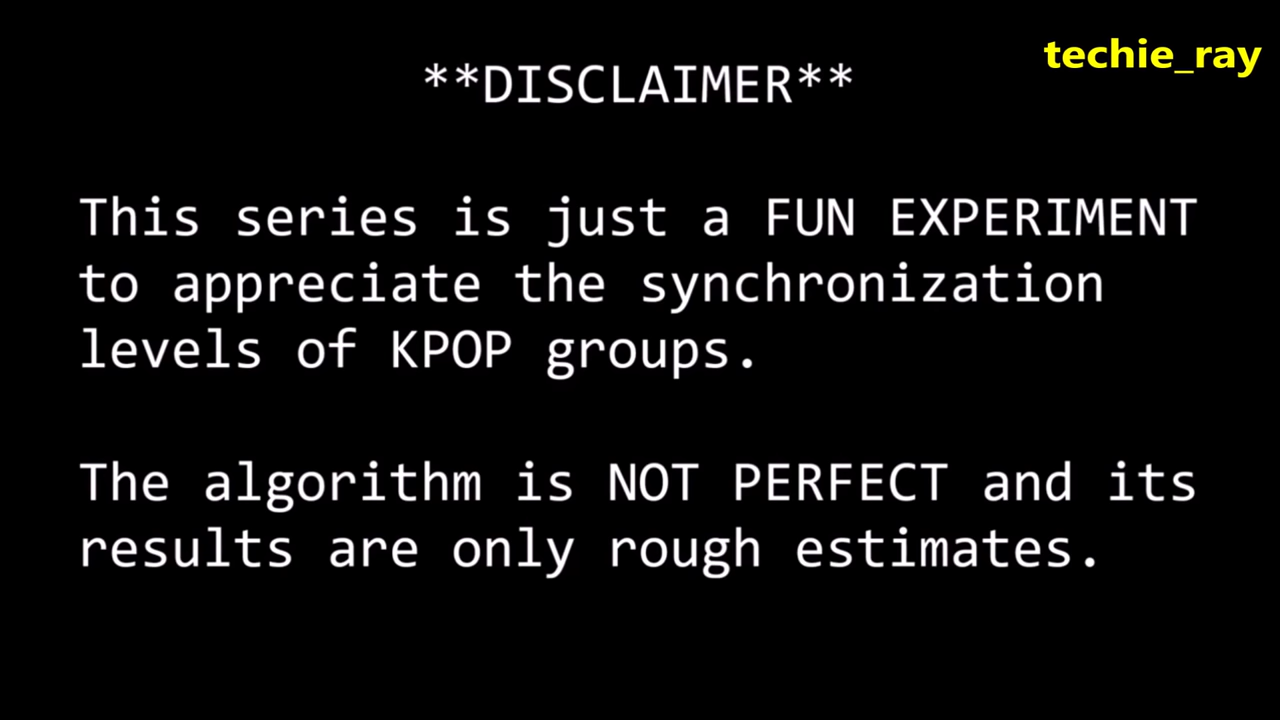 techie_ray
**DISCLAIMER**
This series is just a FUN EXPERIMENT
to appreciate the synchronization
levels of KPOP groups.
The algorithm is NOT PERFECT and its
results are only rough estimates.